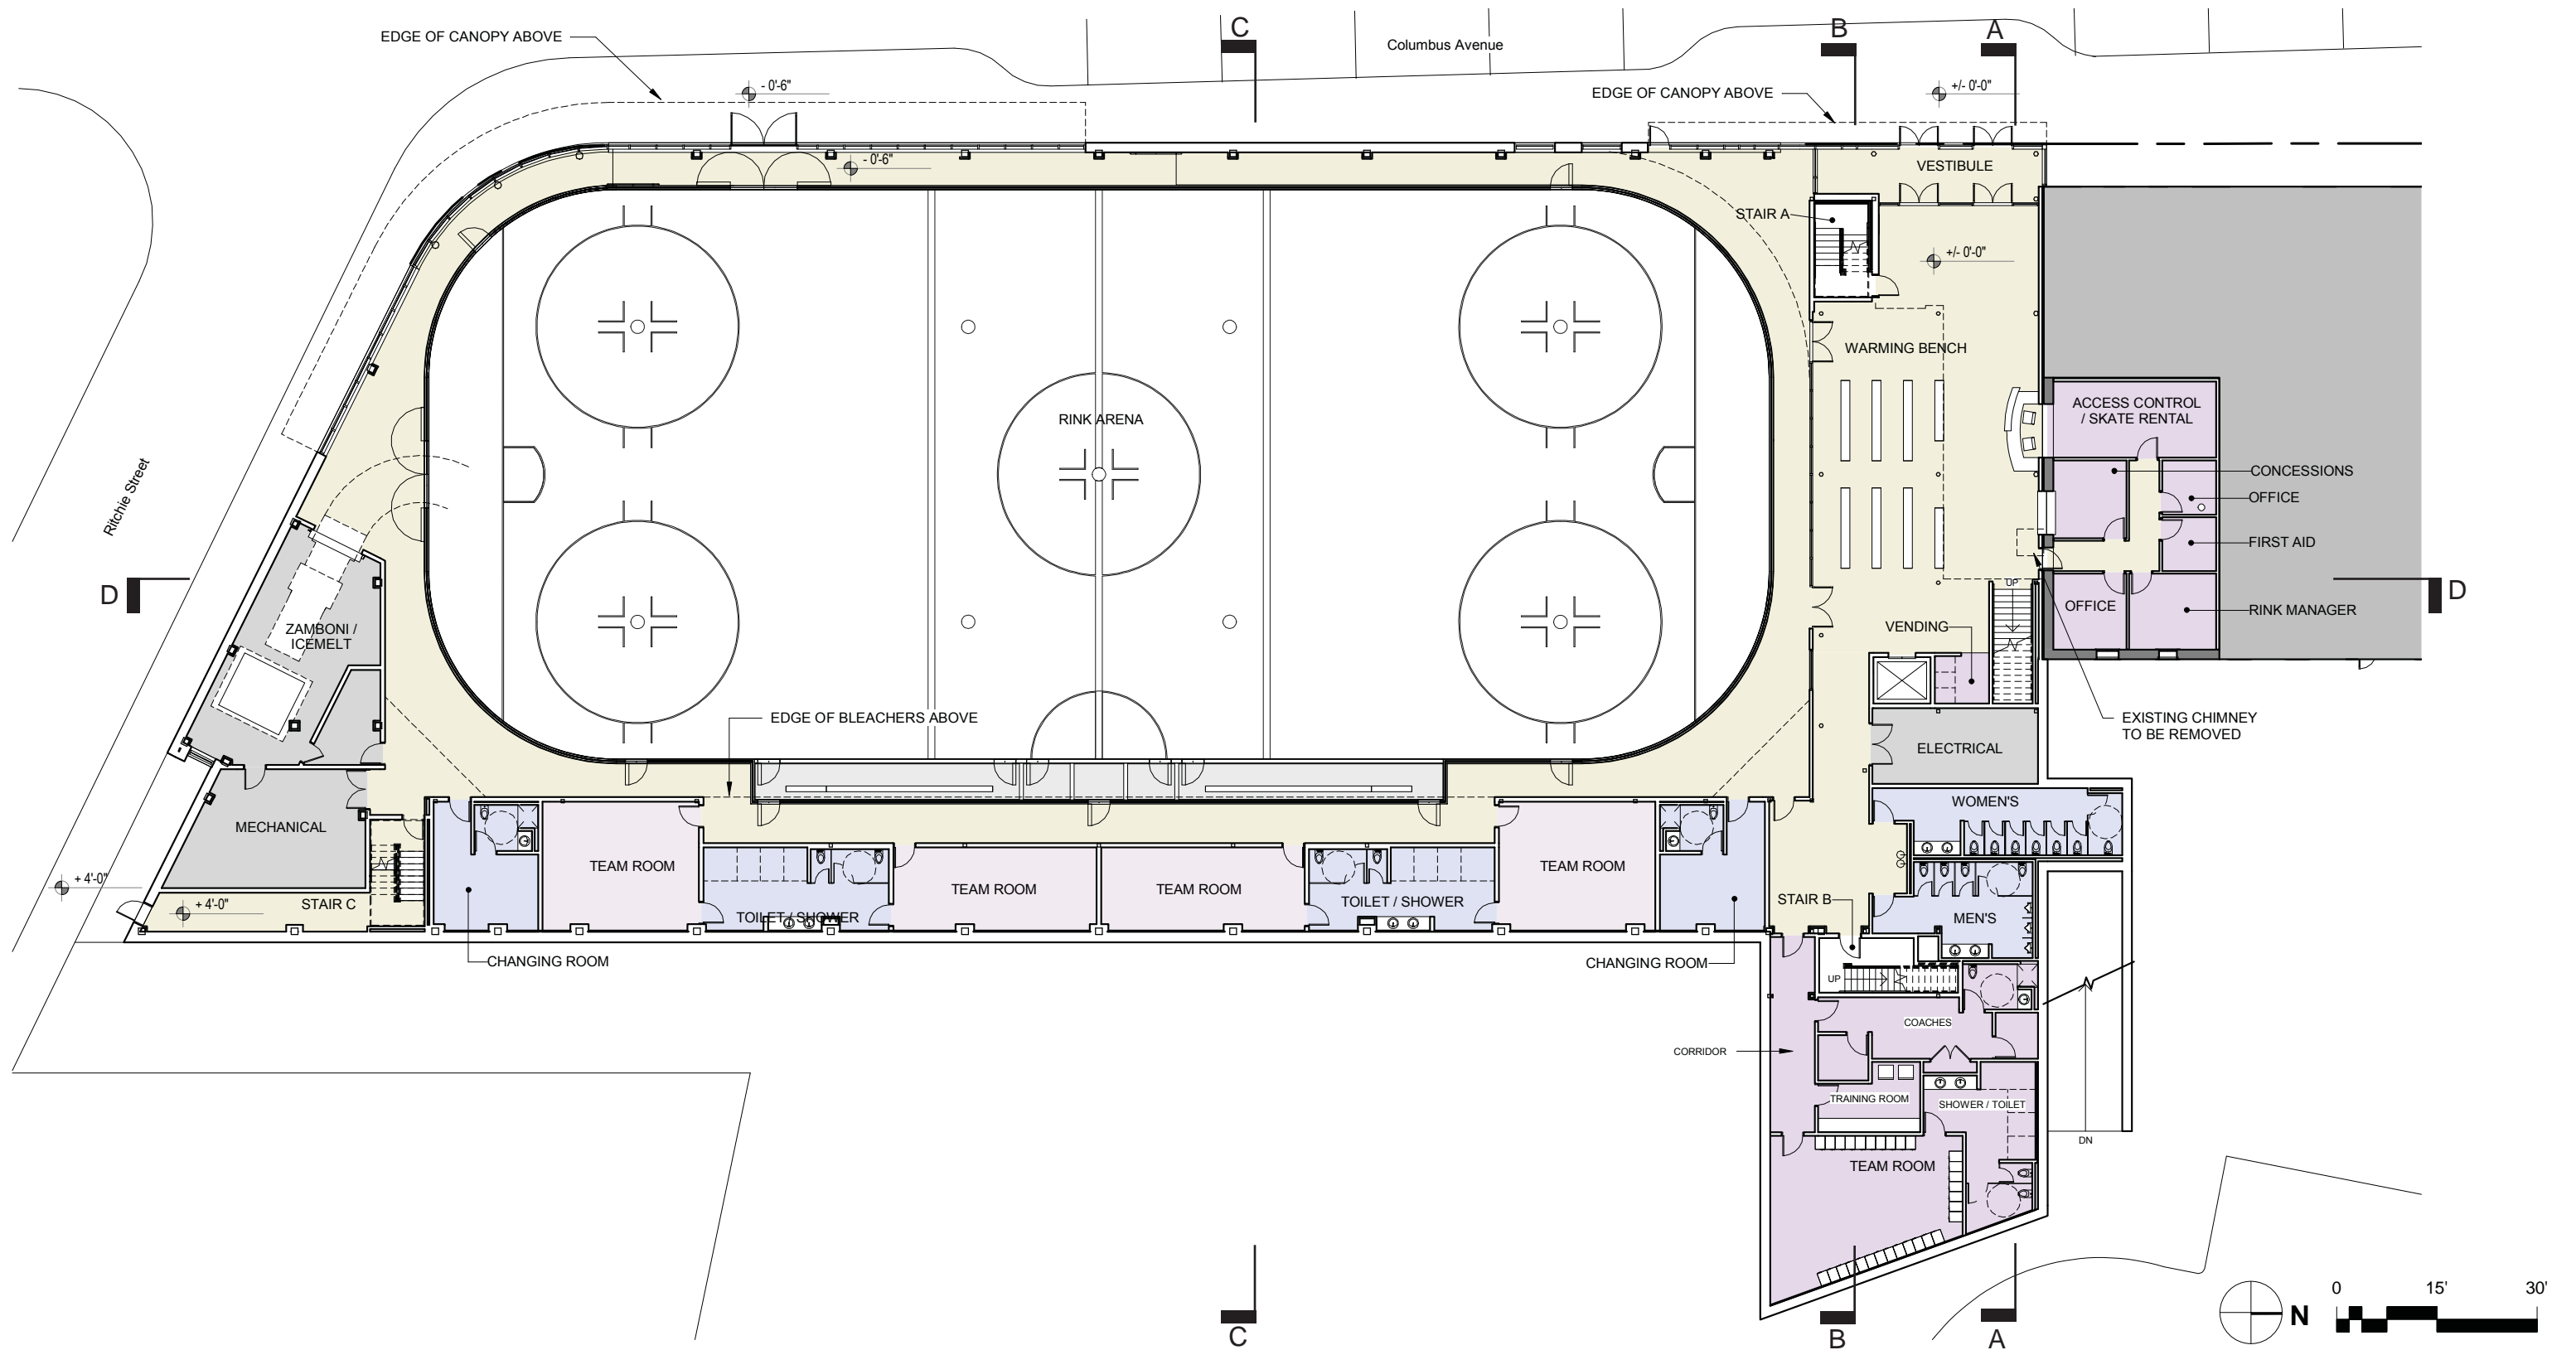 C
B
A
EDGE OF CANOPY ABOVE
Columbus Avenue
- 0'-6"
EDGE OF CANOPY ABOVE
+/- 0'-0"
- 0'-6"
VESTIBULE
STAIR A
+/- 0'-0"
WARMING BENCH
RINK ARENA
ACCESS CONTROL
/ SKATE RENTAL
Ritchie Street
CONCESSIONS
OFFICE
FIRST AID
D
UP
D
OFFICE
RINK MANAGER
ZAMBONI /
ICEMELT
VENDING
EDGE OF BLEACHERS ABOVE
EXISTING CHIMNEY
TO BE REMOVED
ELECTRICAL
WOMEN'S
MECHANICAL
TEAM ROOM
TEAM ROOM
TEAM ROOM
TEAM ROOM
+ 4'-0"
+ 4'-0"
STAIR C
TOILET / SHOWER
TOILET / SHOWER
STAIR B
MEN'S
CHANGING ROOM
CHANGING ROOM
UP
COACHES
CORRIDOR
TRAINING ROOM
SHOWER / TOILET
DN
TEAM ROOM
N
0
15'
30'
C
B
A